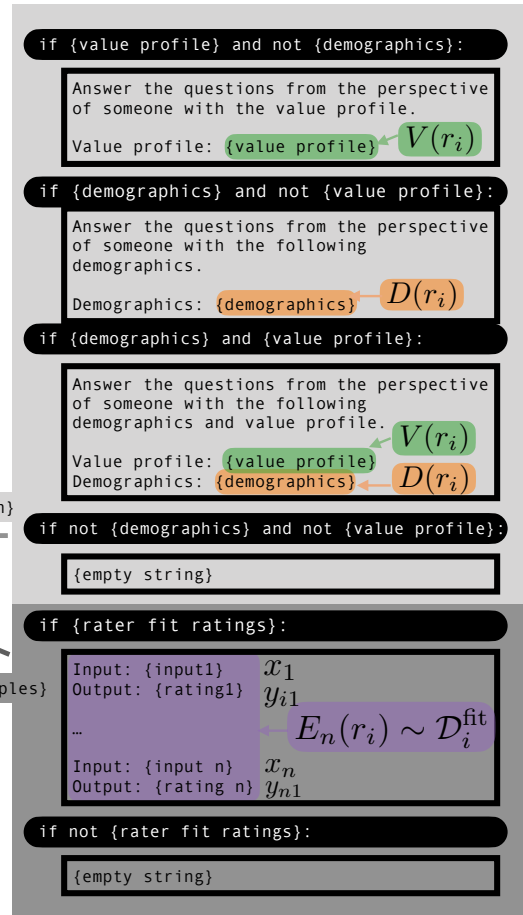 if {value profile} and not {demographics}:
Answer the questions from the perspective
of someone with the value profile.
Value profile: {value profile} V(r_i)
if {demographics} and not {value profile}:
Answer the questions from the perspective
of someone with the following
demographics.
Demographics: {demographics} D(r_i)
if {demographics} and {value profile}:
Answer the questions from the perspective
of someone with the following
demographics and value profile.
Value profile: {value profile} V(r_i)
Demographics: {demographics} D(r_i)
if not {demographics} and not {value profile}:
{empty string}
if {rater fit ratings}:
Input: {input1} x_1
Output: {rating1} y_{i1}
…
E_n(r_i) ∼ D_i^{fit}
Input: {input n} x_n
Output: {rating n} y_{n1}
if not {rater fit ratings}:
{empty string}